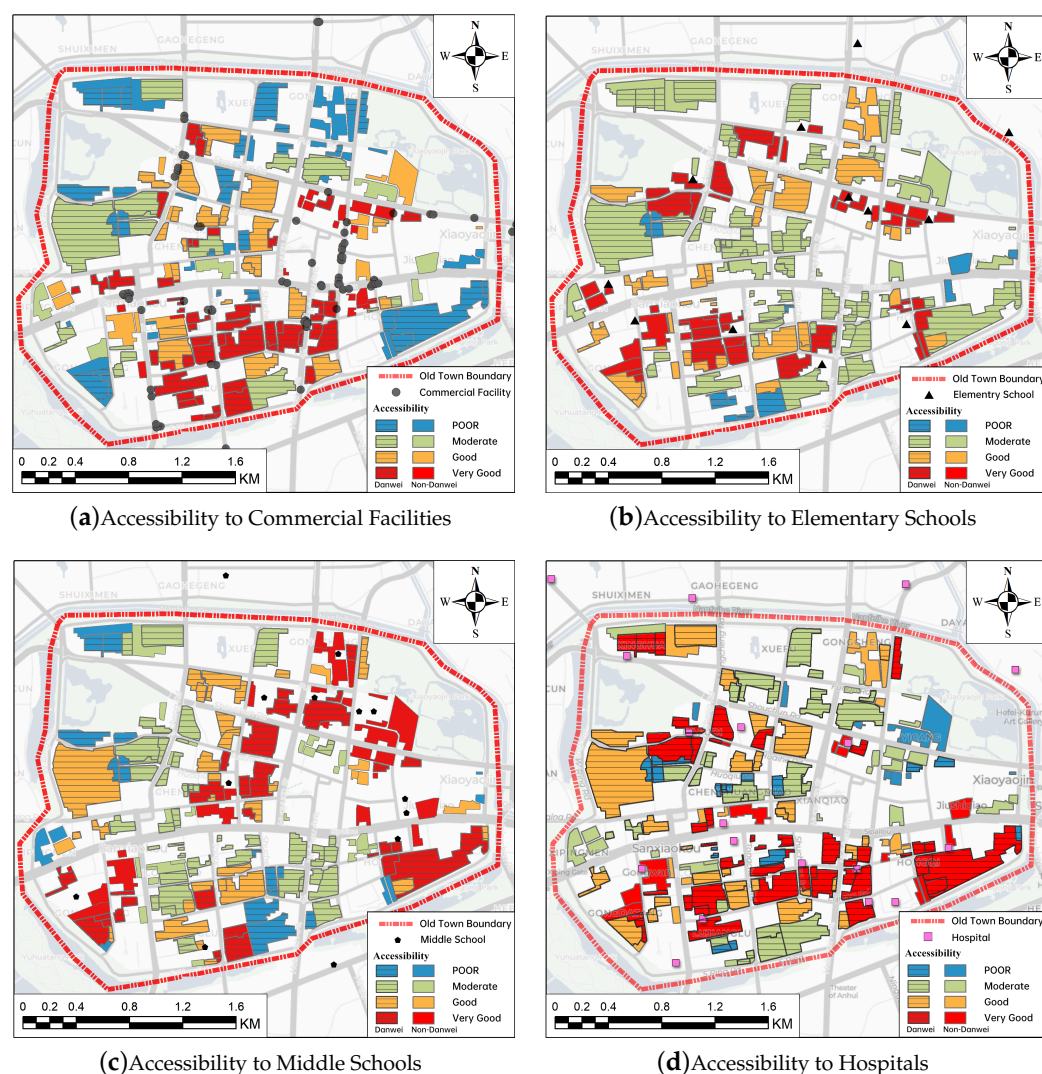 SHUIXIMEN
GAOHEGENG
N
W
E
S
XUEFU
Xiaoyaojin
CHEN
Old Town Boundary
Commercial Facility
Accessibility
POOR
Moderate
Good
Very Good
Danwei Non-Danwei
0 0.2 0.4 0.8 1.2 1.6
KM
(a)Accessibility to Commercial Facilities
SHUIXIMEN
GAOHEGENG
N
W
E
S
XUEFU
Xiaoyaojin
CHEN
Old Town Boundary
Elementry School
Accessibility
POOR
Moderate
Good
Very Good
Danwei Non-Danwei
0 0.2 0.4 0.8 1.2 1.6
KM
(b)Accessibility to Elementary Schools
SHUIXIMEN
GAOHEGENG
N
W
E
S
XUEFU
Xiaoyaojin
CHEN
Old Town Boundary
Middle School
Accessibility
POOR
Moderate
Good
Very Good
Danwei Non-Danwei
0 0.2 0.4 0.8 1.2 1.6
KM
(c)Accessibility to Middle Schools
SHUIXIMEN
GAOHEGENG
N
W
E
S
DAYA
XUEFU
GONGCHENG
Xiaoyaojin
Jiushiqiao
XIANQIAO
Sanxiaokou
Theater
of Anhui
Old Town Boundary
Hospital
Accessibility
POOR
Moderate
Good
Very Good
Danwei Non-Danwei
0 0.2 0.4 0.8 1.2 1.6
KM
(d)Accessibility to Hospitals